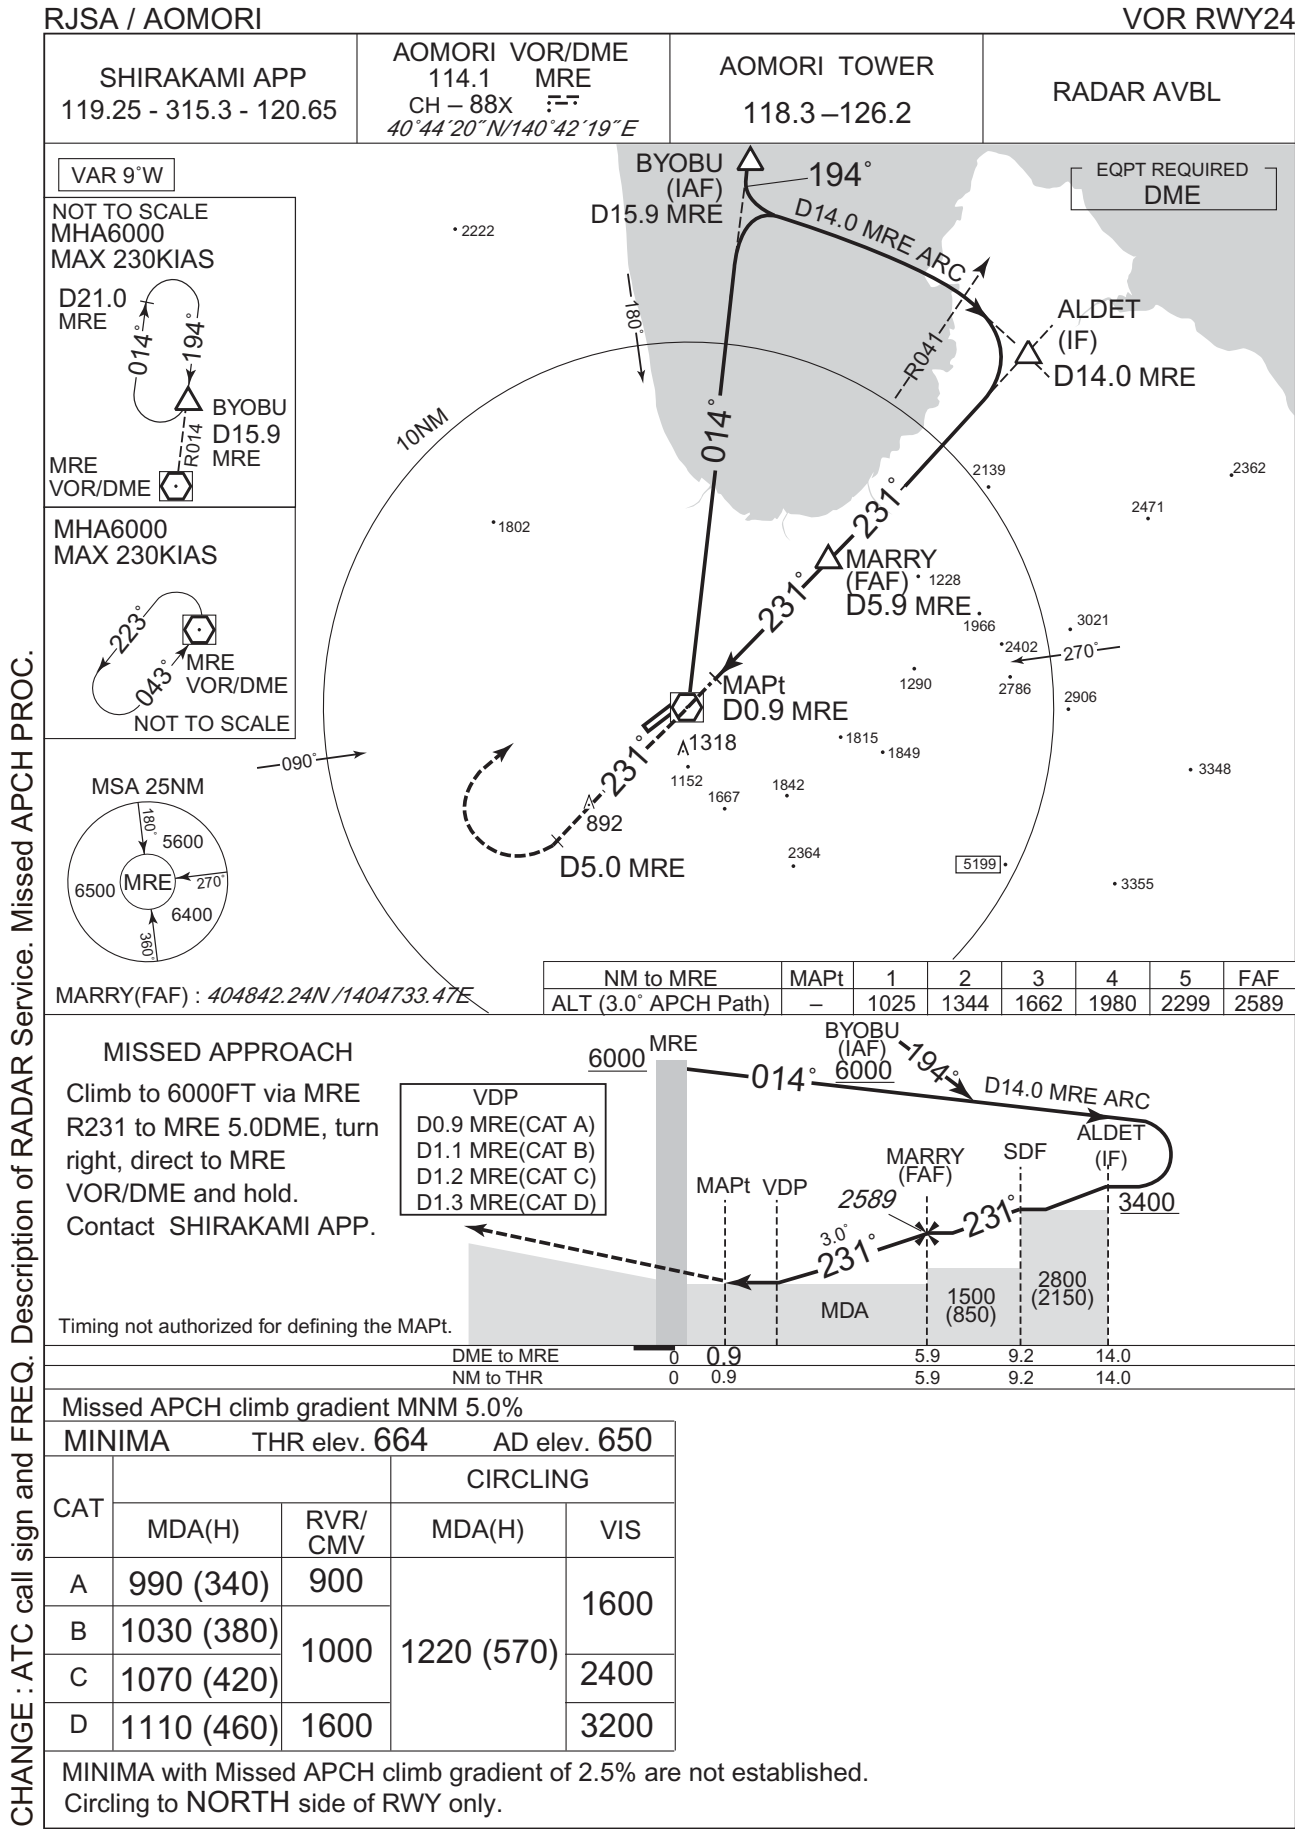 RJSA / AOMORI
VOR RWY24
SHIRAKAMI APP
119.25 - 315.3 - 120.65
AOMORI VOR/DME
114.1 MRE
CH – 88X
40˚44´20˝N/140˚42´19˝E
AOMORI TOWER
118.3 –126.2
RADAR AVBL
VAR 9˚W
EQPT REQUIRED
DME
NOT TO SCALE
MHA6000
MAX 230KIAS
D21.0
MRE
014˚
194˚
BYOBU
D15.9
MRE
R014
MRE
VOR/DME
MHA6000
MAX 230KIAS
223˚
043˚
MRE
VOR/DME
NOT TO SCALE
BYOBU
(IAF)
D15.9 MRE
194˚
D14.0 MRE ARC
2222
180˚
R041
ALDET
(IF)
D14.0 MRE
10NM
014˚
2139
2362
2471
1802
231˚
MARRY
(FAF)
D5.9 MRE
1228
231˚
1966
3021
2402
270˚
1290
2786
2906
MAPt
D0.9 MRE
1318
1815
1849
231˚
1152
1842
1667
3348
090˚
892
D5.0 MRE
2364
5199
3355
MSA 25NM
180˚
5600
MRE
270˚
6500
6400
360˚
MARRY(FAF) : 404842.24N /1404733.47E
NM to MRE MAPt 1 2 3 4 5 FAF
ALT (3.0˚ APCH Path) – 1025 1344 1662 1980 2299 2589
MISSED APPROACH
Climb to 6000FT via MRE
R231 to MRE 5.0DME, turn
right, direct to MRE
VOR/DME and hold.
Contact SHIRAKAMI APP.
VDP
D0.9 MRE(CAT A)
D1.1 MRE(CAT B)
D1.2 MRE(CAT C)
D1.3 MRE(CAT D)
6000
MRE
014˚
BYOBU
(IAF)
6000
194˚
D14.0 MRE ARC
ALDET
(IF)
3400
SDF
MARRY
(FAF)
2589
231˚
MAPt
VDP
3.0˚
231˚
MDA
1500
(850)
2800
(2150)
Timing not authorized for defining the MAPt.
DME to MRE 0 0.9 5.9 9.2 14.0
NM to THR 0 0.9 5.9 9.2 14.0
Missed APCH climb gradient MNM 5.0%
MINIMA THR elev. 664 AD elev. 650
CAT
CIRCLING
MDA(H)
RVR/
CMV
MDA(H)
VIS
A 990 (340) 900
1600
B 1030 (380)
1000
1220 (570)
C 1070 (420)
2400
D 1110 (460) 1600
3200
MINIMA with Missed APCH climb gradient of 2.5% are not established.
Circling to NORTH side of RWY only.
CHANGE : ATC call sign and FREQ. Description of RADAR Service. Missed APCH PROC.